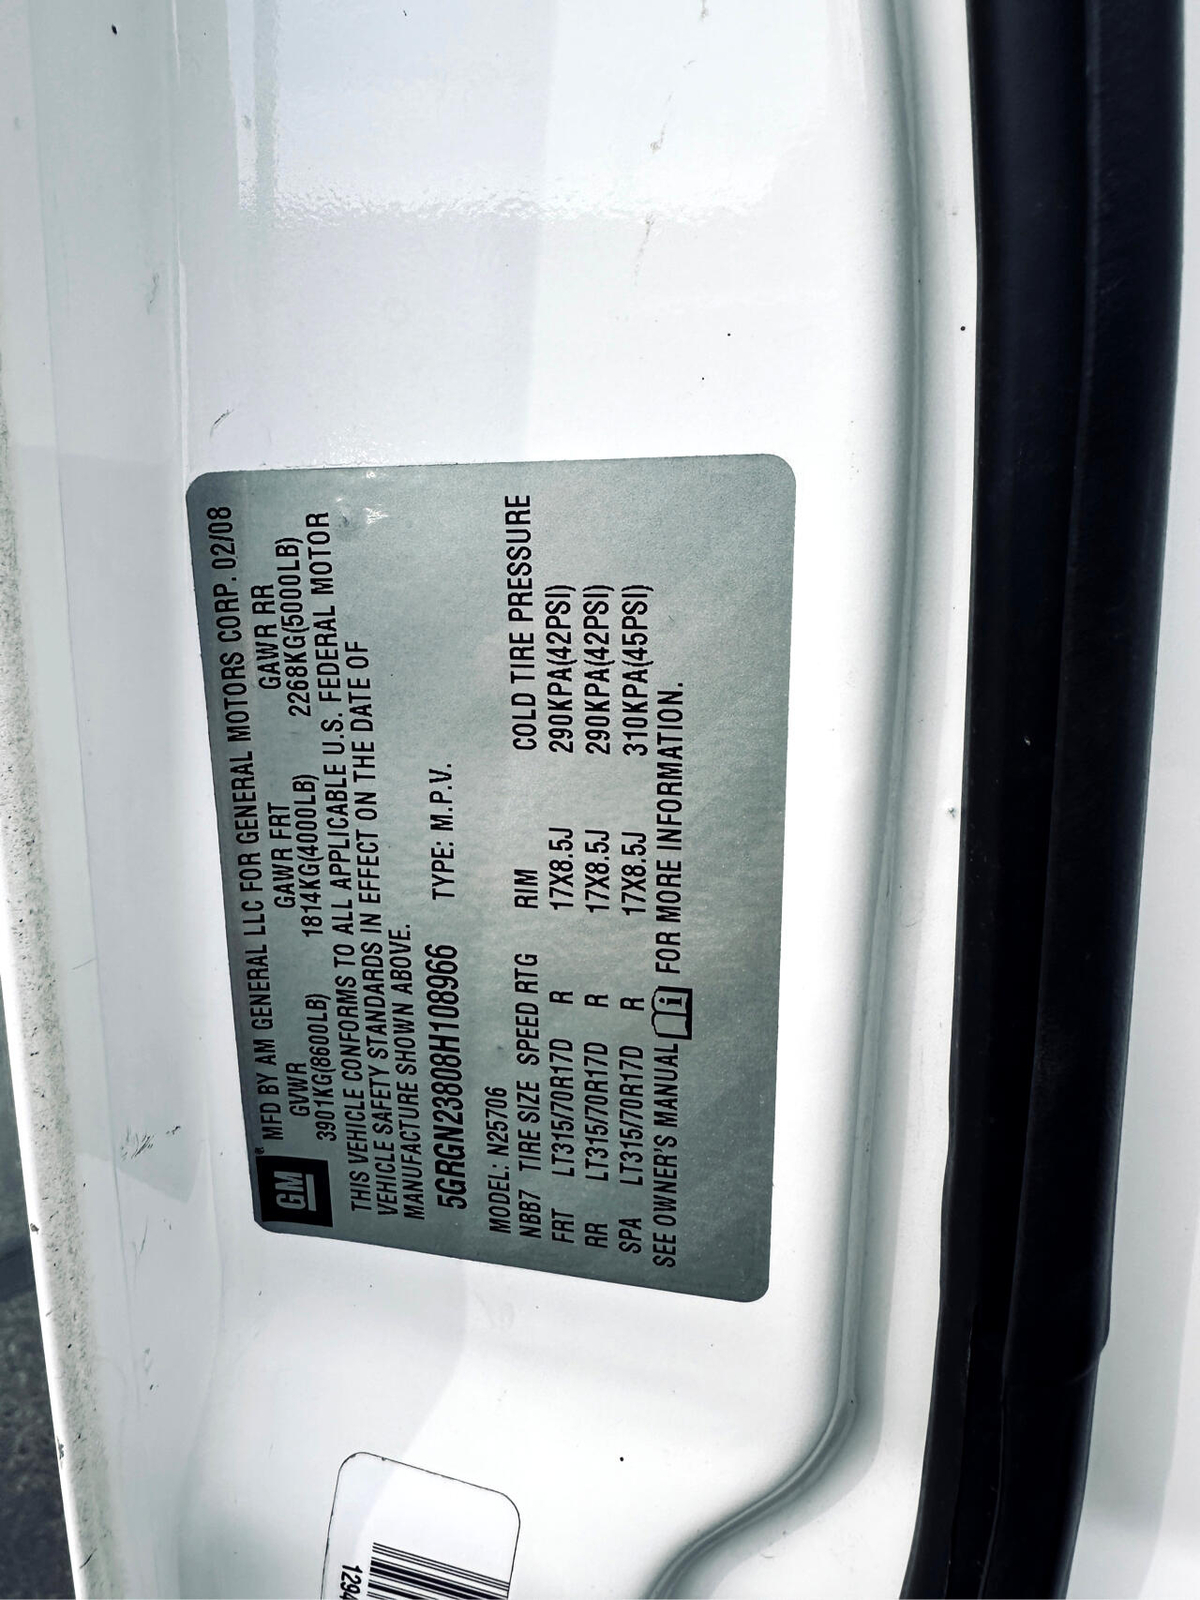 GM
® MFD BY AM GENERAL LLC FOR GENERAL MOTORS CORP. 02/08
GVWR GAWR FRT GAWR RR
3901KG(8600LB) 1814KG(4000LB) 2268KG(5000LB)
THIS VEHICLE CONFORMS TO ALL APPLICABLE U.S. FEDERAL MOTOR
VEHICLE SAFETY STANDARDS IN EFFECT ON THE DATE OF
MANUFACTURE SHOWN ABOVE.
5GRGN23808H108966 TYPE: M.P.V.
MODEL: N25706
NBB7 TIRE SIZE SPEED RTG RIM COLD TIRE PRESSURE
FRT LT315/70R17D R 17X8.5J 290KPA(42PSI)
RR LT315/70R17D R 17X8.5J 290KPA(42PSI)
SPA LT315/70R17D R 17X8.5J 310KPA(45PSI)
SEE OWNER'S MANUAL i FOR MORE INFORMATION.